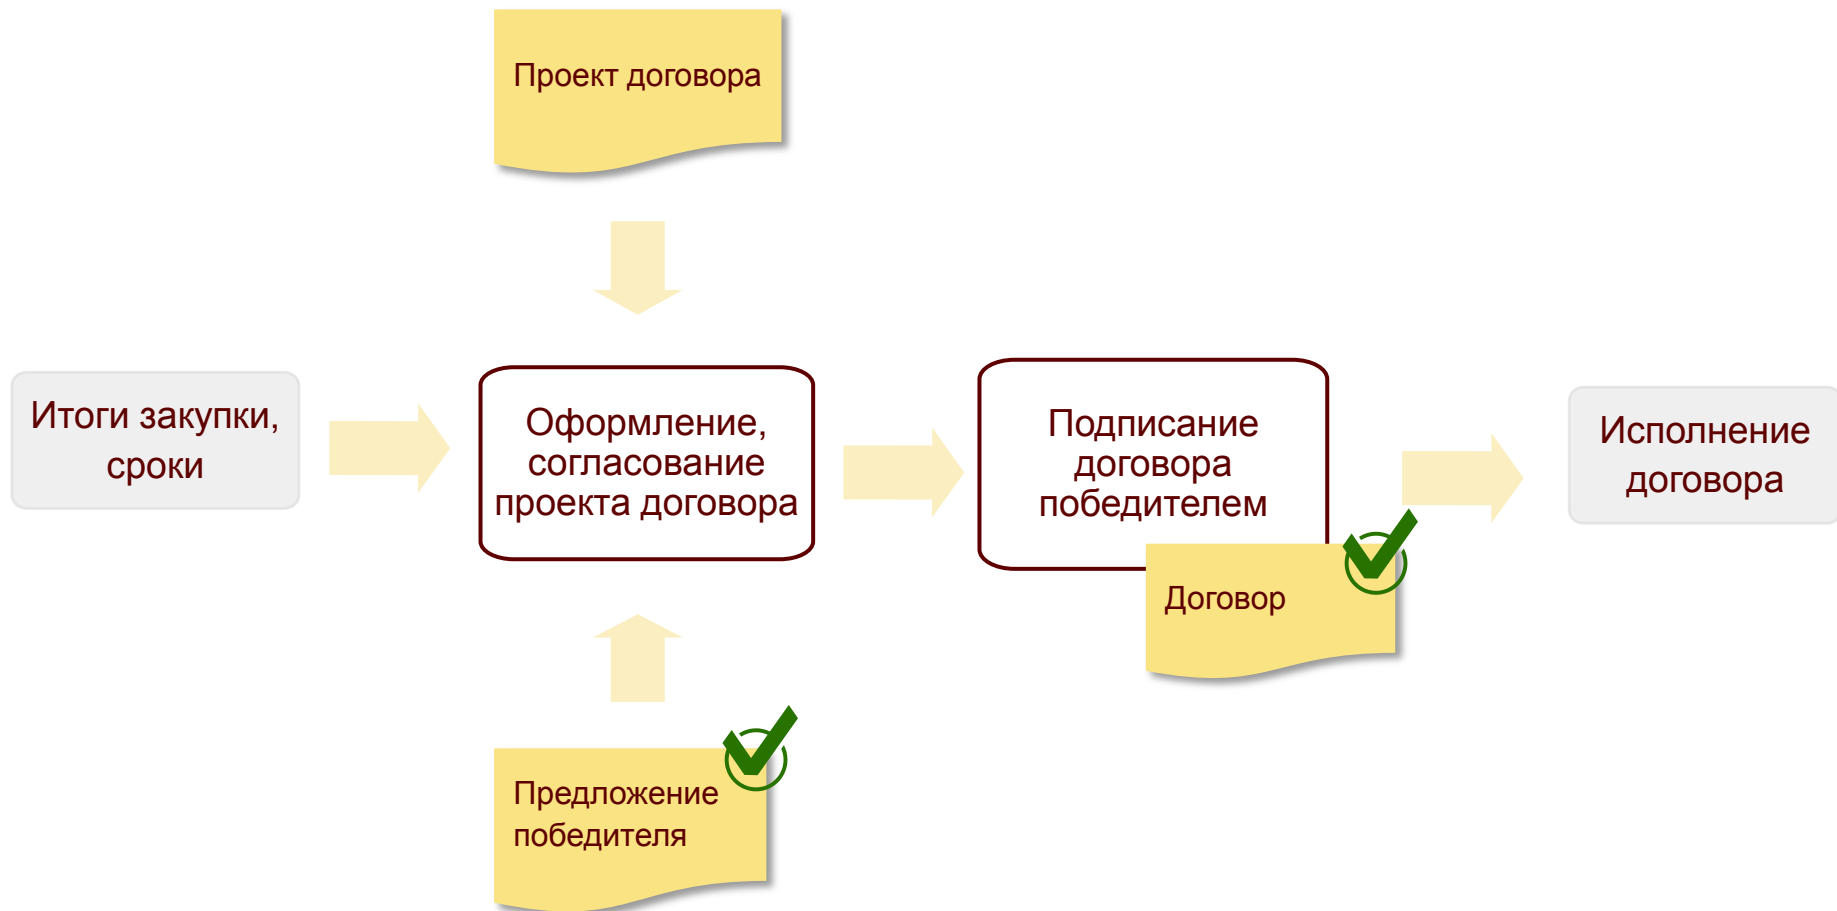 Проект договора
Итоги закупки,
сроки
Оформление,
согласование
проекта договора
Подписание
договора
победителем
Договор
Исполнение
договора
Предложение
победителя